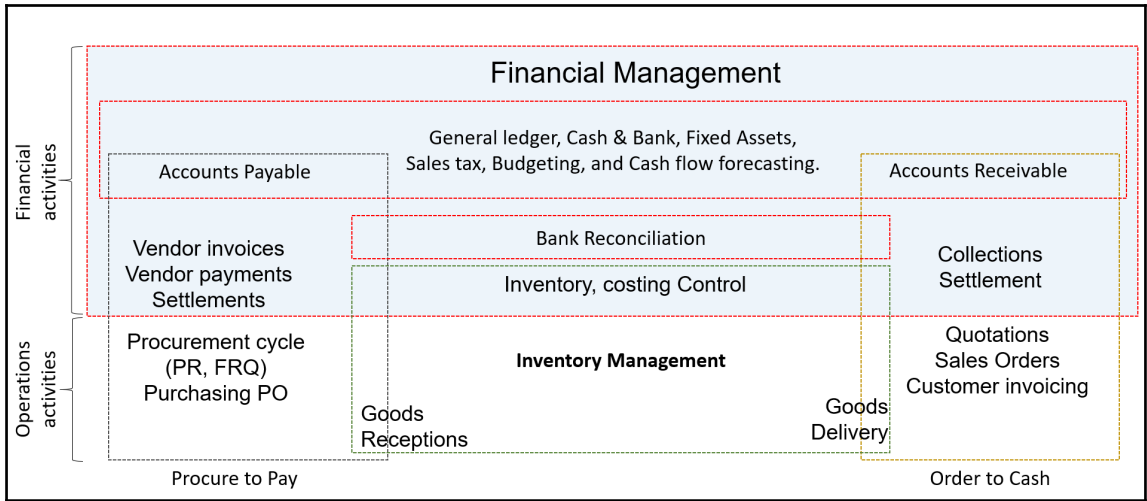 Financial Management
General ledger, Cash & Bank, Fixed Assets,
Sales tax, Budgeting, and Cash flow forecasting.
Accounts Payable
Accounts Receivable
Financial
activities
Bank Reconciliation
Vendor invoices
Vendor payments
Settlements
Inventory, costing Control
Collections
Settlement
Operations
activities
Procurement cycle
(PR, FRQ)
Purchasing PO
Inventory Management
Quotations
Sales Orders
Customer invoicing
Goods
Receptions
Goods
Delivery
Procure to Pay
Order to Cash